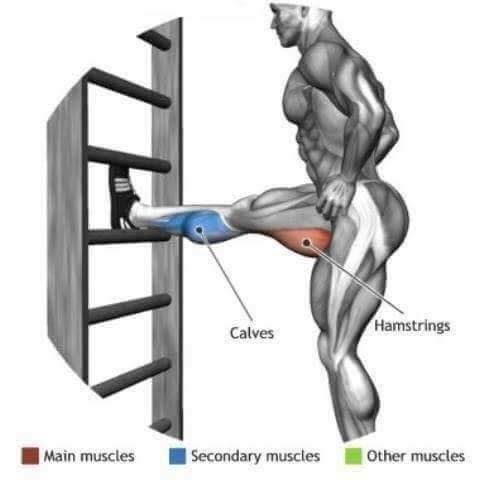 Calves
Hamstrings
Main muscles
Secondary muscles
Other muscles